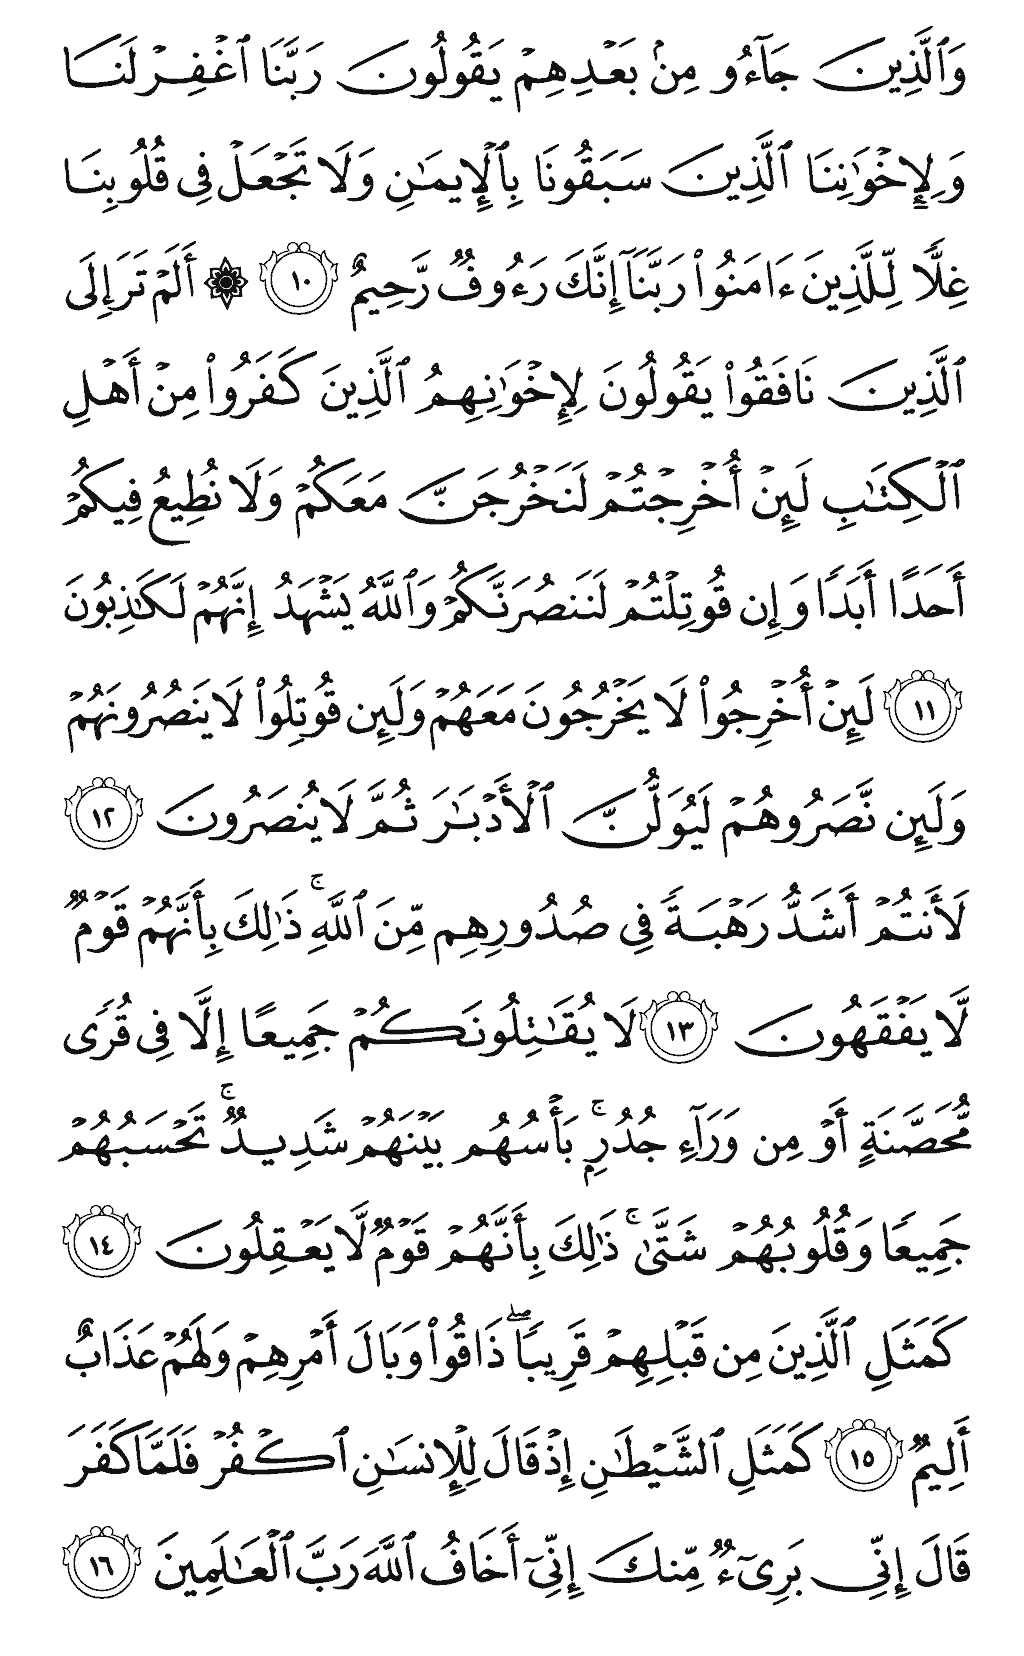 وَٱلَّذِينَ جَآءُو مِنۢ بَعْدِهِمْ يَقُولُونَ رَبَّنَا ٱغْفِرْ لَنَا
وَلِإِخْوَٰنِنَا ٱلَّذِينَ سَبَقُونَا بِٱلْإِيمَـٰنِ وَلَا تَجْعَلْ فِى قُلُوبِنَا
غِلًّا لِّلَّذِينَ ءَامَنُوا۟ رَبَّنَآ إِنَّكَ رَءُوفٌ رَّحِيمٌ ١٠ ۞ أَلَمْ تَرَ إِلَى
ٱلَّذِينَ نَافَقُوا۟ يَقُولُونَ لِإِخْوَٰنِهِمُ ٱلَّذِينَ كَفَرُوا۟ مِنْ أَهْلِ
ٱلْكِتَـٰبِ لَئِنْ أُخْرِجْتُمْ لَنَخْرُجَنَّ مَعَكُمْ وَلَا نُطِيعُ فِيكُمْ
أَحَدًا أَبَدًا وَإِن قُوتِلْتُمْ لَنَنصُرَنَّكُمْ وَٱللَّهُ يَشْهَدُ إِنَّهُمْ لَكَـٰذِبُونَ
١١ لَئِنْ أُخْرِجُوا۟ لَا يَخْرُجُونَ مَعَهُمْ وَلَئِن قُوتِلُوا۟ لَا يَنصُرُونَهُمْ
وَلَئِن نَّصَرُوهُمْ لَيُوَلُّنَّ ٱلْأَدْبَـٰرَ ثُمَّ لَا يُنصَرُونَ ١٢
لَأَنتُمْ أَشَدُّ رَهْبَةً فِى صُدُورِهِم مِّنَ ٱللَّهِ ۚ ذَٰلِكَ بِأَنَّهُمْ قَوْمٌ
لَّا يَفْقَهُونَ ١٣ لَا يُقَـٰتِلُونَكُمْ جَمِيعًا إِلَّا فِى قُرًى
مُّحَصَّنَةٍ أَوْ مِن وَرَآءِ جُدُرٍۭ ۚ بَأْسُهُم بَيْنَهُمْ شَدِيدٌ ۚ تَحْسَبُهُمْ
جَمِيعًا وَقُلُوبُهُمْ شَتَّىٰ ۚ ذَٰلِكَ بِأَنَّهُمْ قَوْمٌ لَّا يَعْقِلُونَ ١٤
كَمَثَلِ ٱلَّذِينَ مِن قَبْلِهِمْ قَرِيبًا ۖ ذَاقُوا۟ وَبَالَ أَمْرِهِمْ وَلَهُمْ عَذَابٌ
أَلِيمٌ ١٥ كَمَثَلِ ٱلشَّيْطَـٰنِ إِذْ قَالَ لِلْإِنسَـٰنِ ٱكْفُرْ فَلَمَّا كَفَرَ
قَالَ إِنِّى بَرِىٓءٌ مِّنكَ إِنِّىٓ أَخَافُ ٱللَّهَ رَبَّ ٱلْعَـٰلَمِينَ ١٦